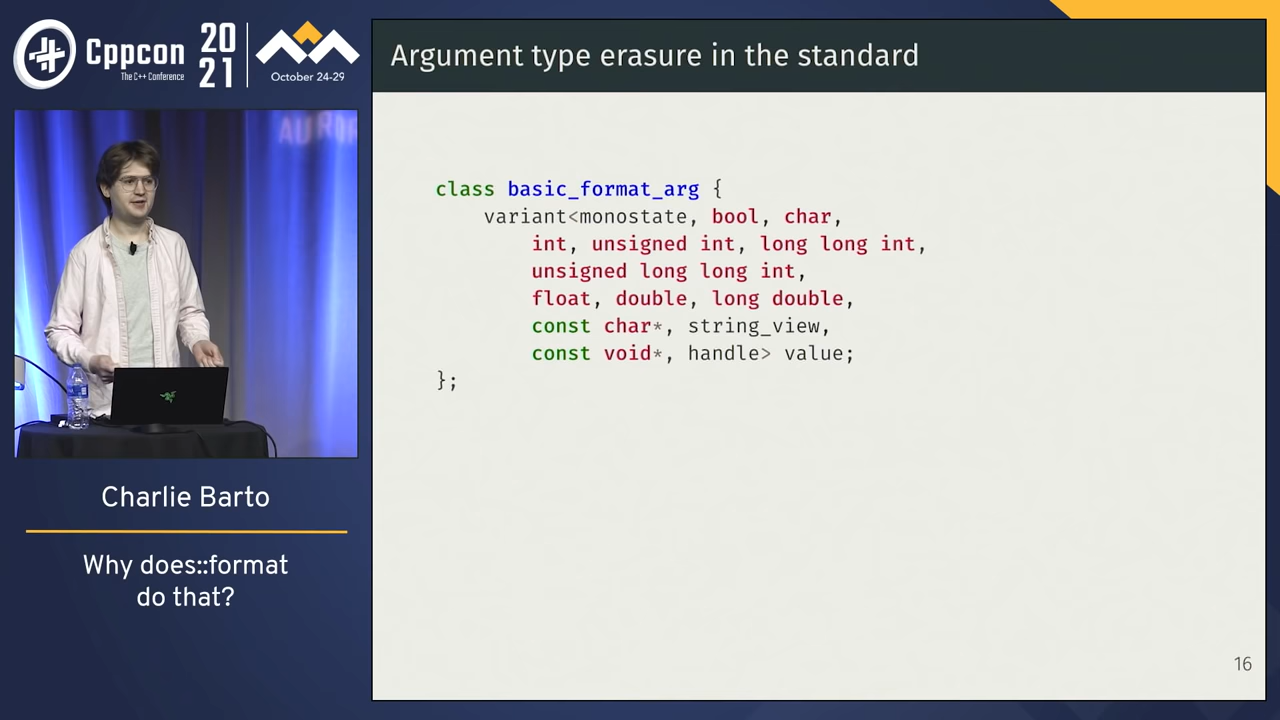 Cppcon
The C++ Conference
20
21
October 24-29
AUROR
Charlie Barto
Why does::format
do that?
Argument type erasure in the standard
class basic_format_arg {
    variant<monostate, bool, char,
        int, unsigned int, long long int,
        unsigned long long int,
        float, double, long double,
        const char*, string_view,
        const void*, handle> value;
};
16